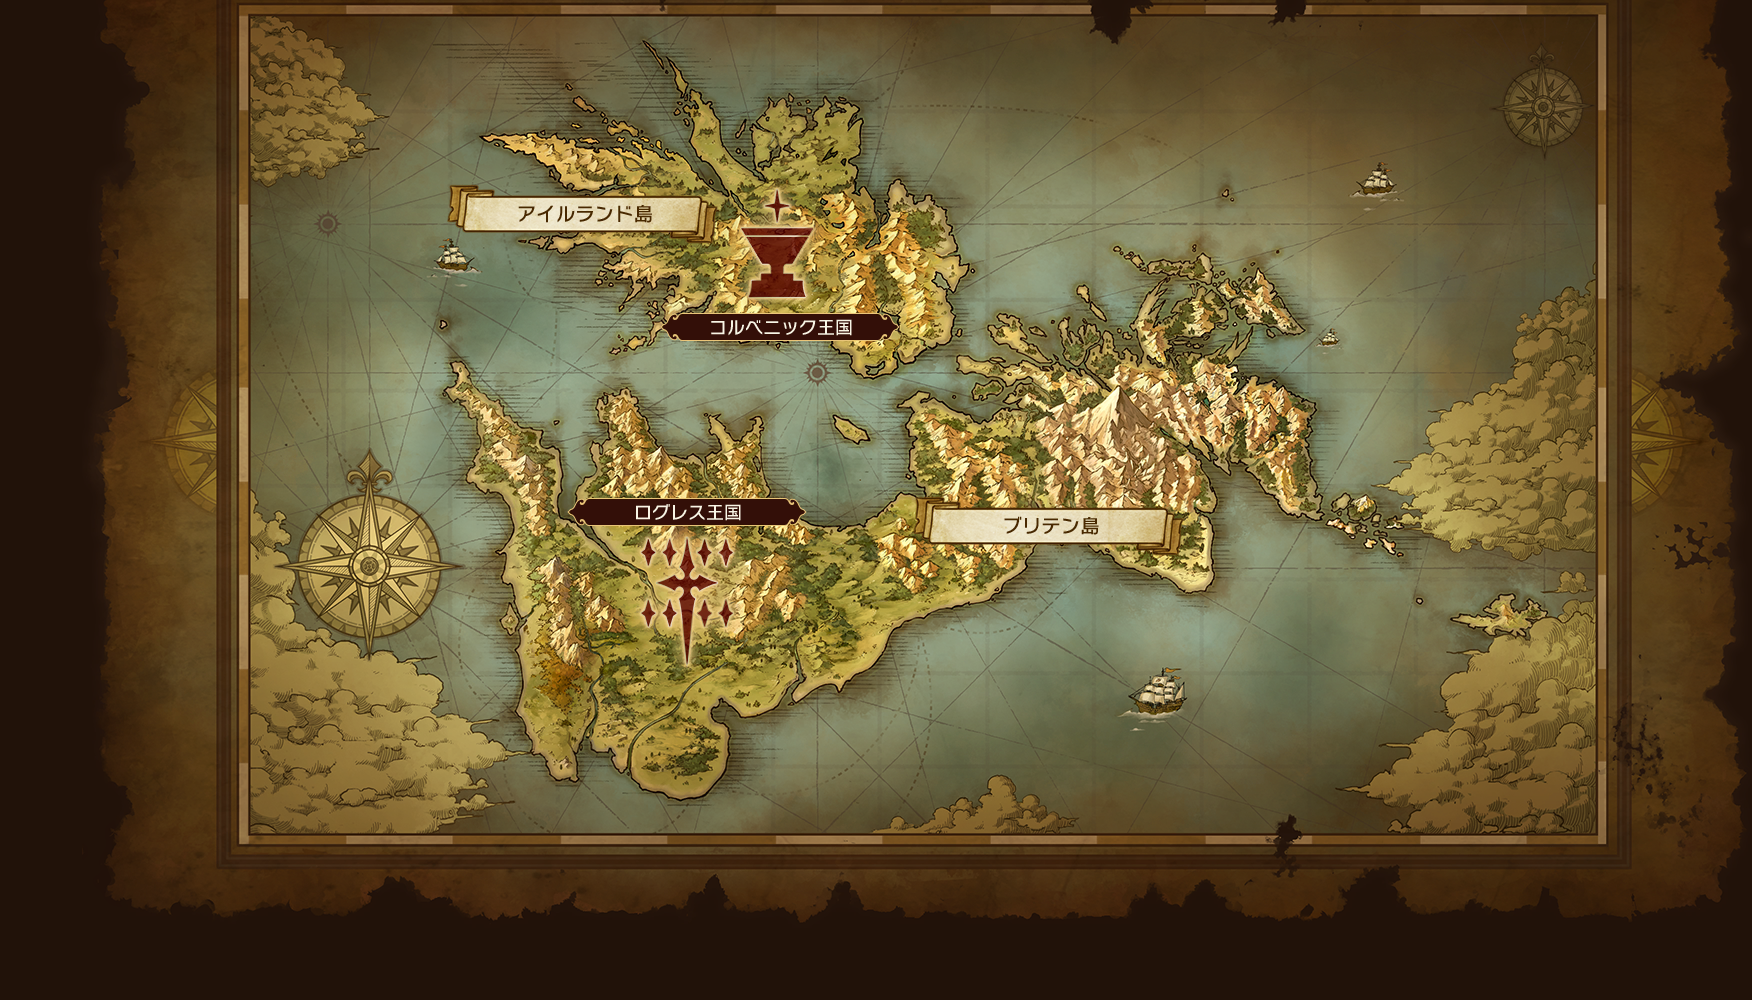 アイルランド島
コルベニック王国
ログレス王国
ブリテン島